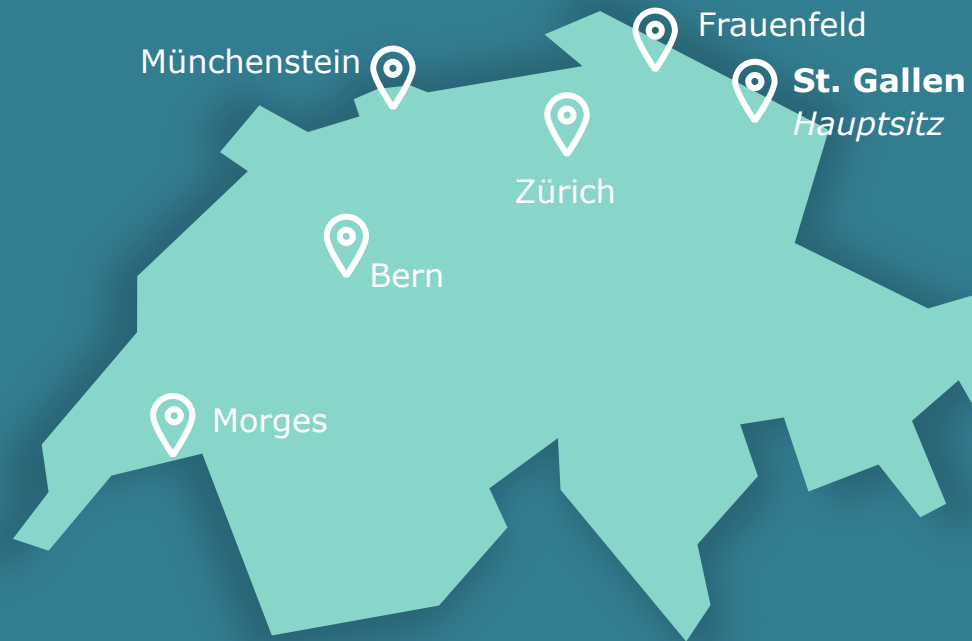 Frauenfeld
Münchenstein
St. Gallen
Hauptsitz
Zürich
Bern
Morges